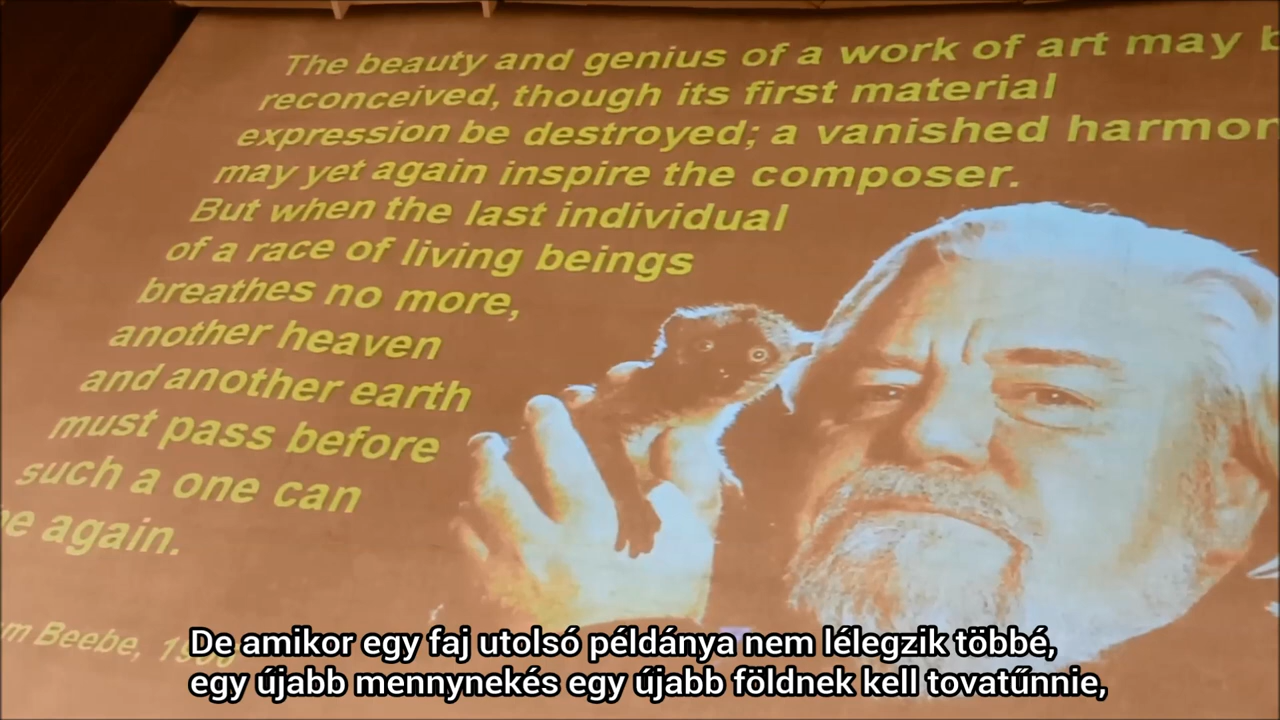 The beauty and genius of a work of art may b
reconceived, though its first material
expression be destroyed; a vanished harmon
may yet again inspire the composer.
But when the last individual
of a race of living beings
breathes no more,
another heaven
and another earth
must pass before
such a one can
e again.
m Beebe, 1906
De amikor egy faj utolsó példánya nem lélegzik többé,
egy újabb mennynekés egy újabb földnek kell tovatűnnie,